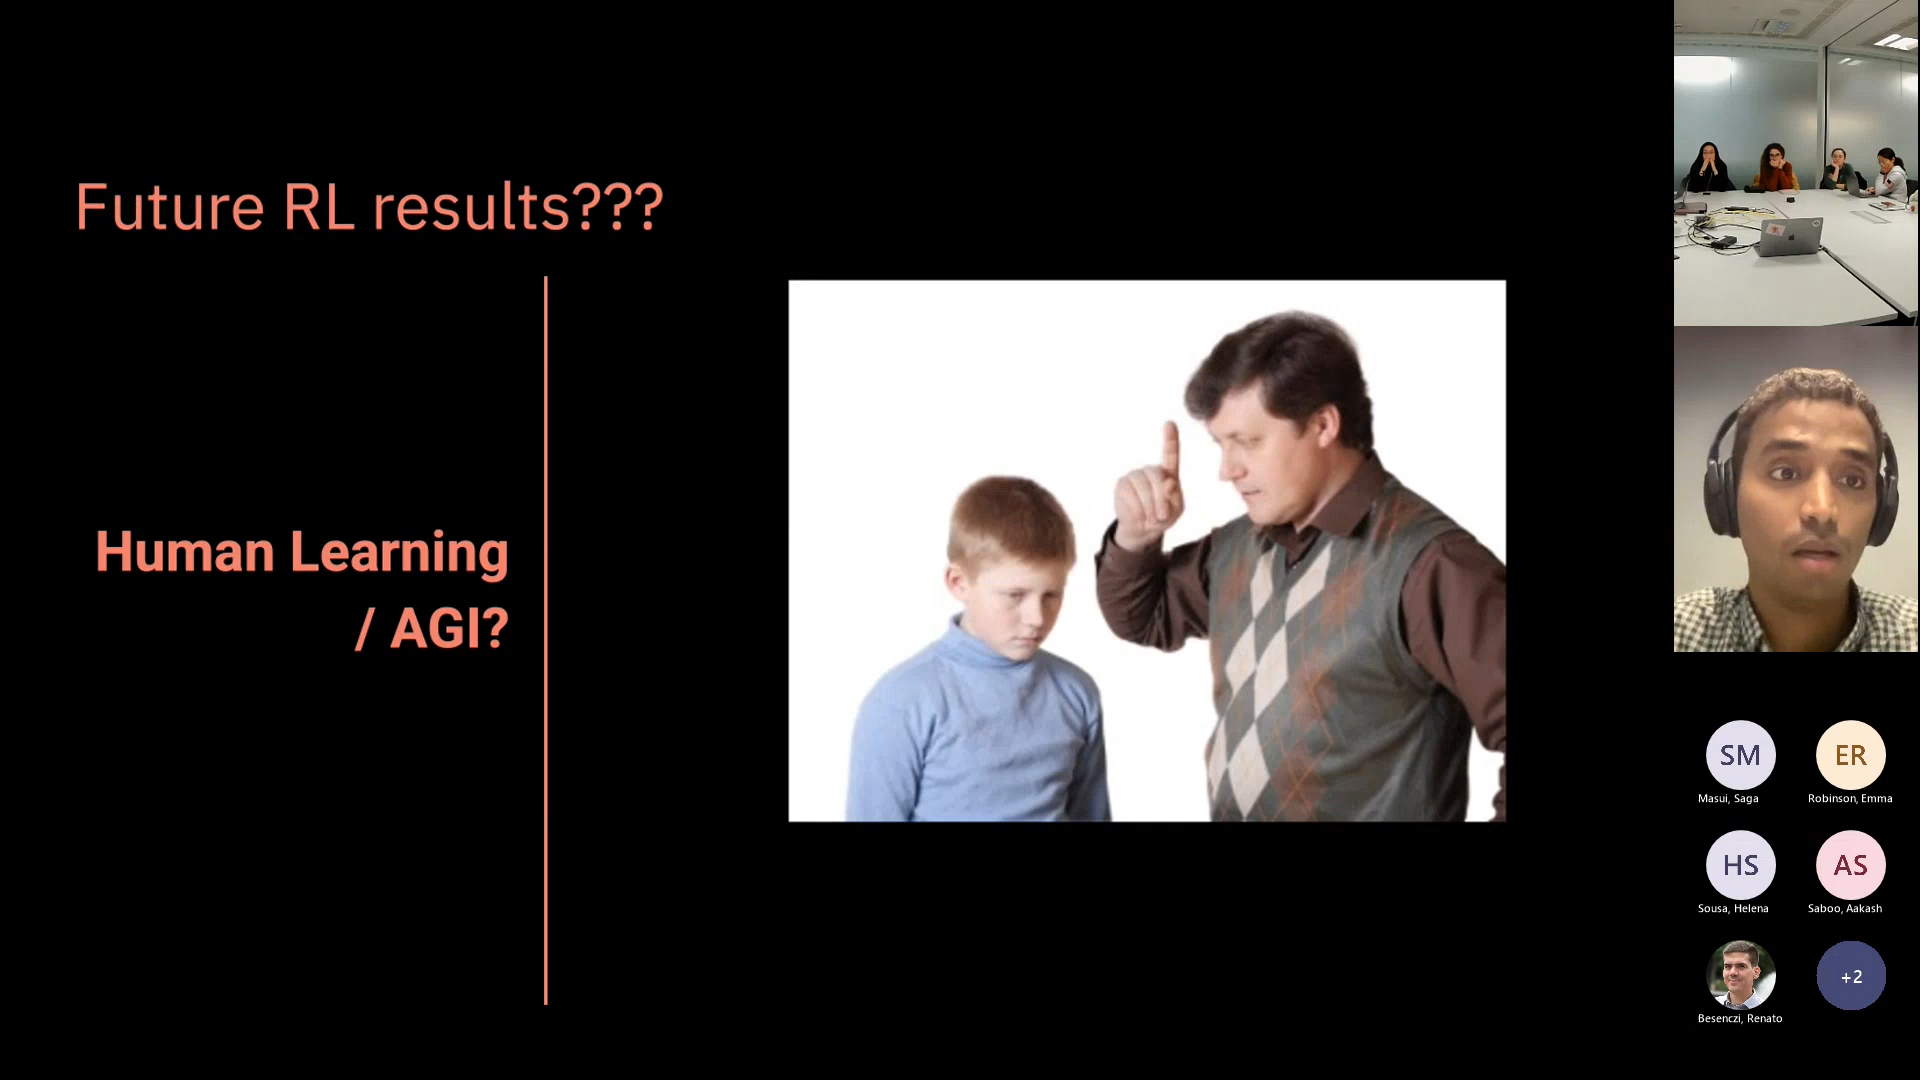 Future RL results???
Human Learning
/ AGI?
SM
ER
Masui, Saga
Robinson, Emma
HS
AS
Sousa, Helena
Saboo, Aakash
+2
Besenczi, Renato